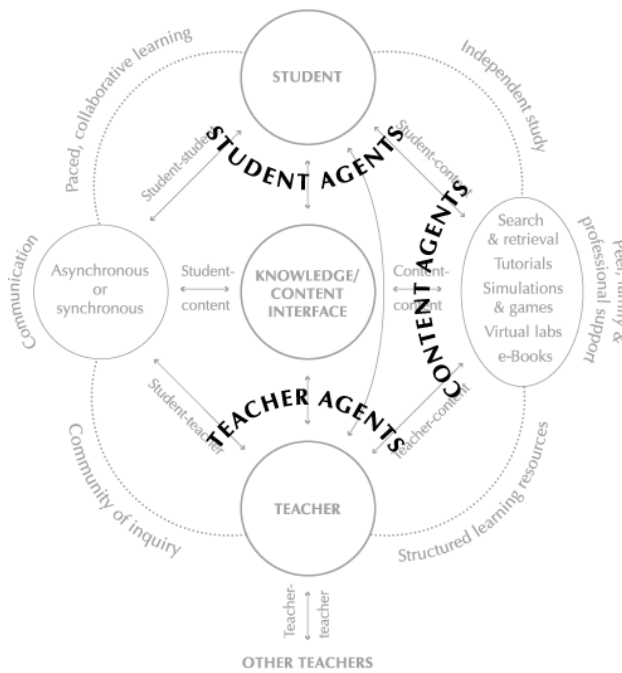 STUDENT
Paced, collaborative learning
Independent study
Student-student
Student-content
STUDENT AGENTS
CONTENT AGENTS
Communication
Asynchronous
or
synchronous
Student-
content
KNOWLEDGE/
CONTENT
INTERFACE
Content-
content
Search
& retrieval
Tutorials
Simulations
& games
Virtual labs
e-Books
Peer, family &
professional support
TEACHER AGENTS
Student-teacher
Teacher-content
Community of inquiry
TEACHER
Structured learning resources
Teacher-
teacher
OTHER TEACHERS